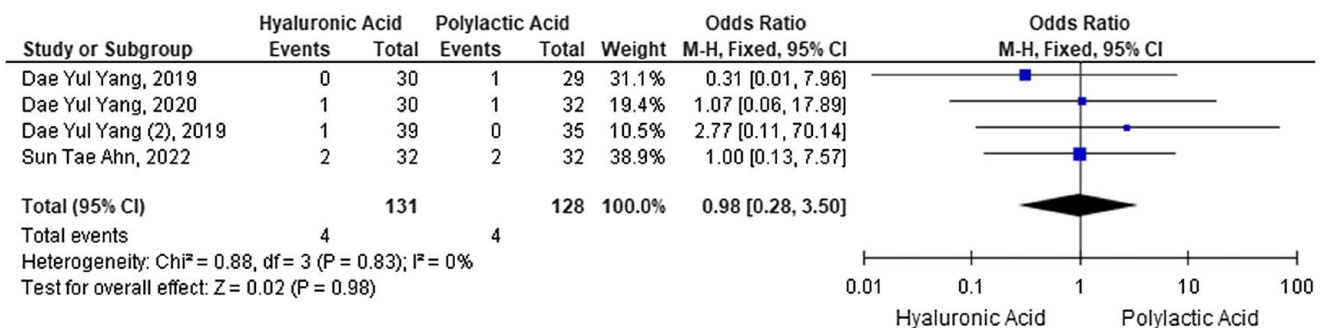 Hyaluronic Acid Polylactic Acid Odds Ratio Odds Ratio
Study or Subgroup Events Total Events Total Weight M-H, Fixed, 95% CI M-H, Fixed, 95% CI
Dae Yul Yang, 2019 0 30 1 29 31.1% 0.31 [0.01, 7.96]
Dae Yul Yang, 2020 1 30 1 32 19.4% 1.07 [0.06, 17.89]
Dae Yul Yang (2), 2019 1 39 0 35 10.5% 2.77 [0.11, 70.14]
Sun Tae Ahn, 2022 2 32 2 32 38.9% 1.00 [0.13, 7.57]
Total (95% CI) 131 128 100.0% 0.98 [0.28, 3.50]
Total events 4 4
Heterogeneity: Chi² = 0.88, df = 3 (P = 0.83); I² = 0%
Test for overall effect: Z = 0.02 (P = 0.98)
0.01 0.1 1 10 100
Hyaluronic Acid Polylactic Acid